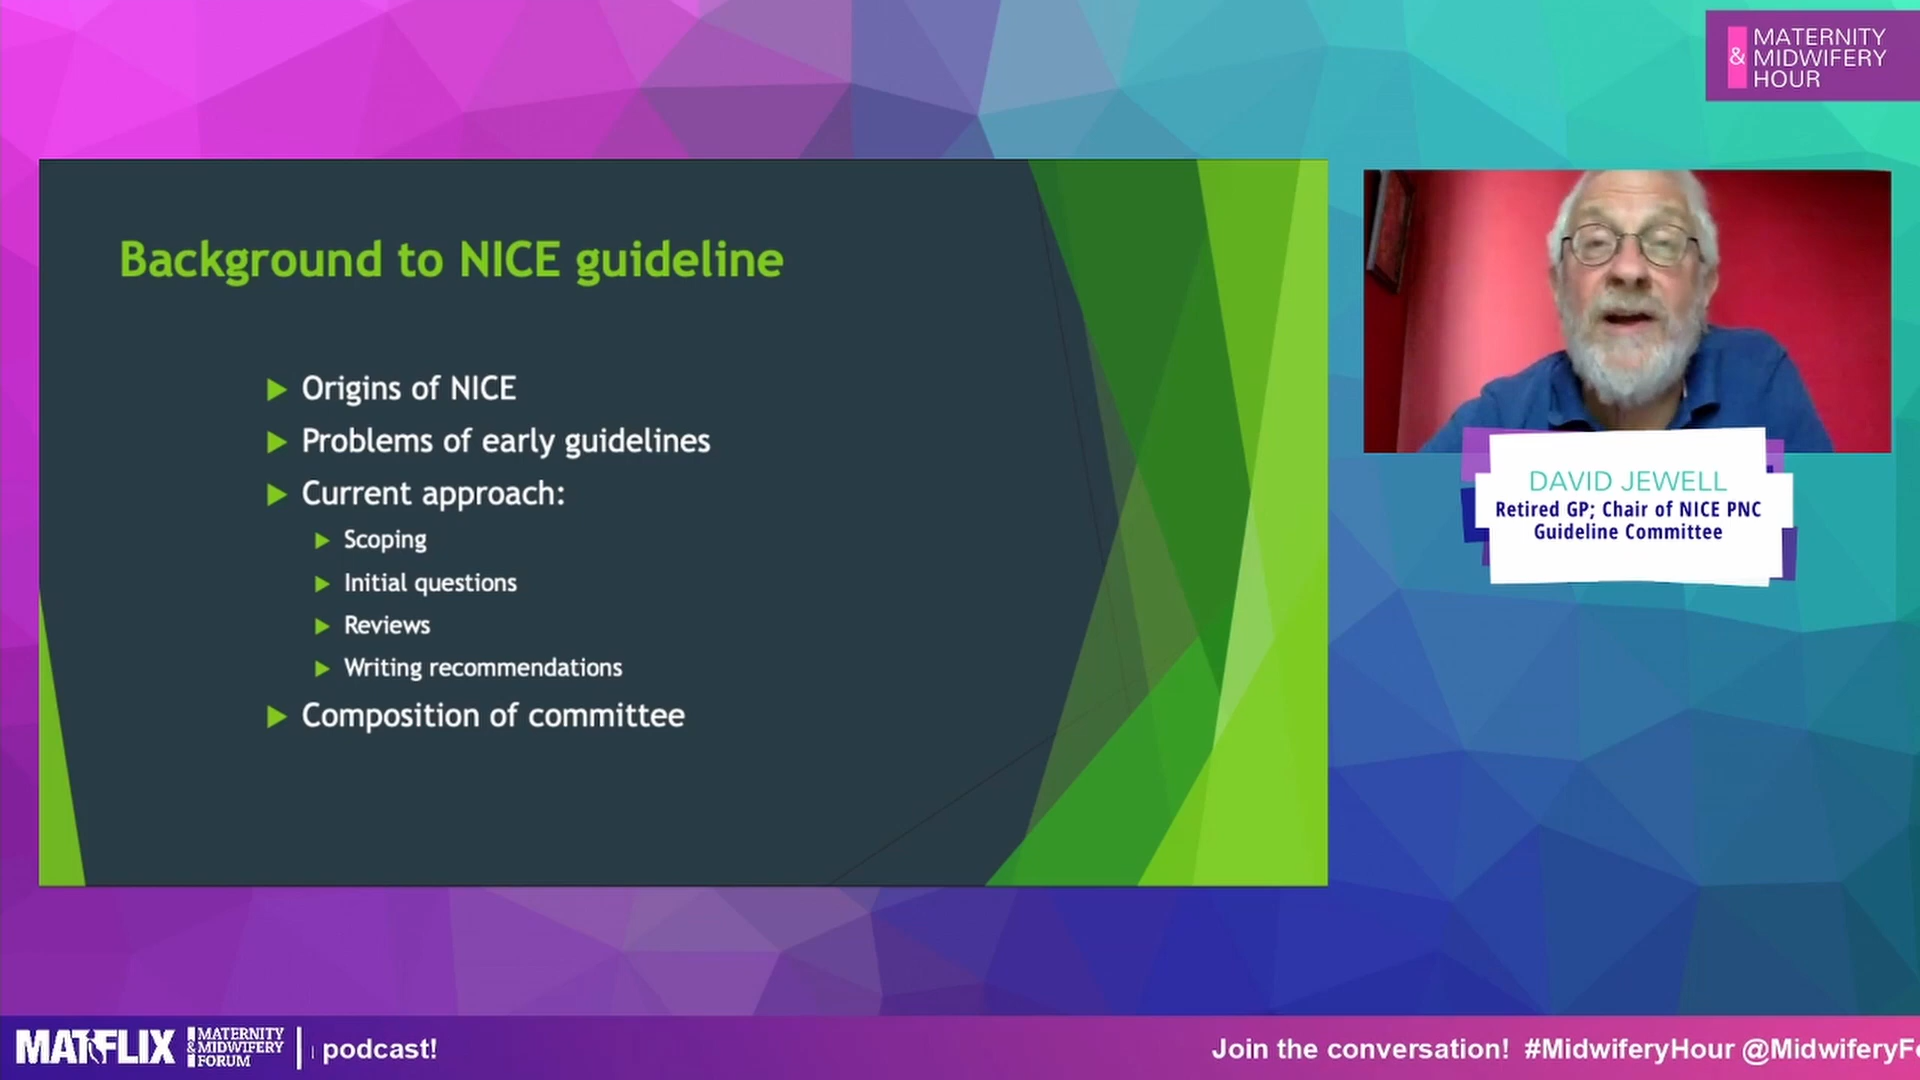 MATERNITY
& MIDWIFERY
HOUR
Background to NICE guideline
Origins of NICE
Problems of early guidelines
Current approach:
Scoping
Initial questions
Reviews
Writing recommendations
Composition of committee
DAVID JEWELL
Retired GP; Chair of NICE PNC
Guideline Committee
MATFLIX
MATERNITY
& MIDWIFERY
FORUM
podcast!
Join the conversation! #MidwiferyHour @MidwiferyFo